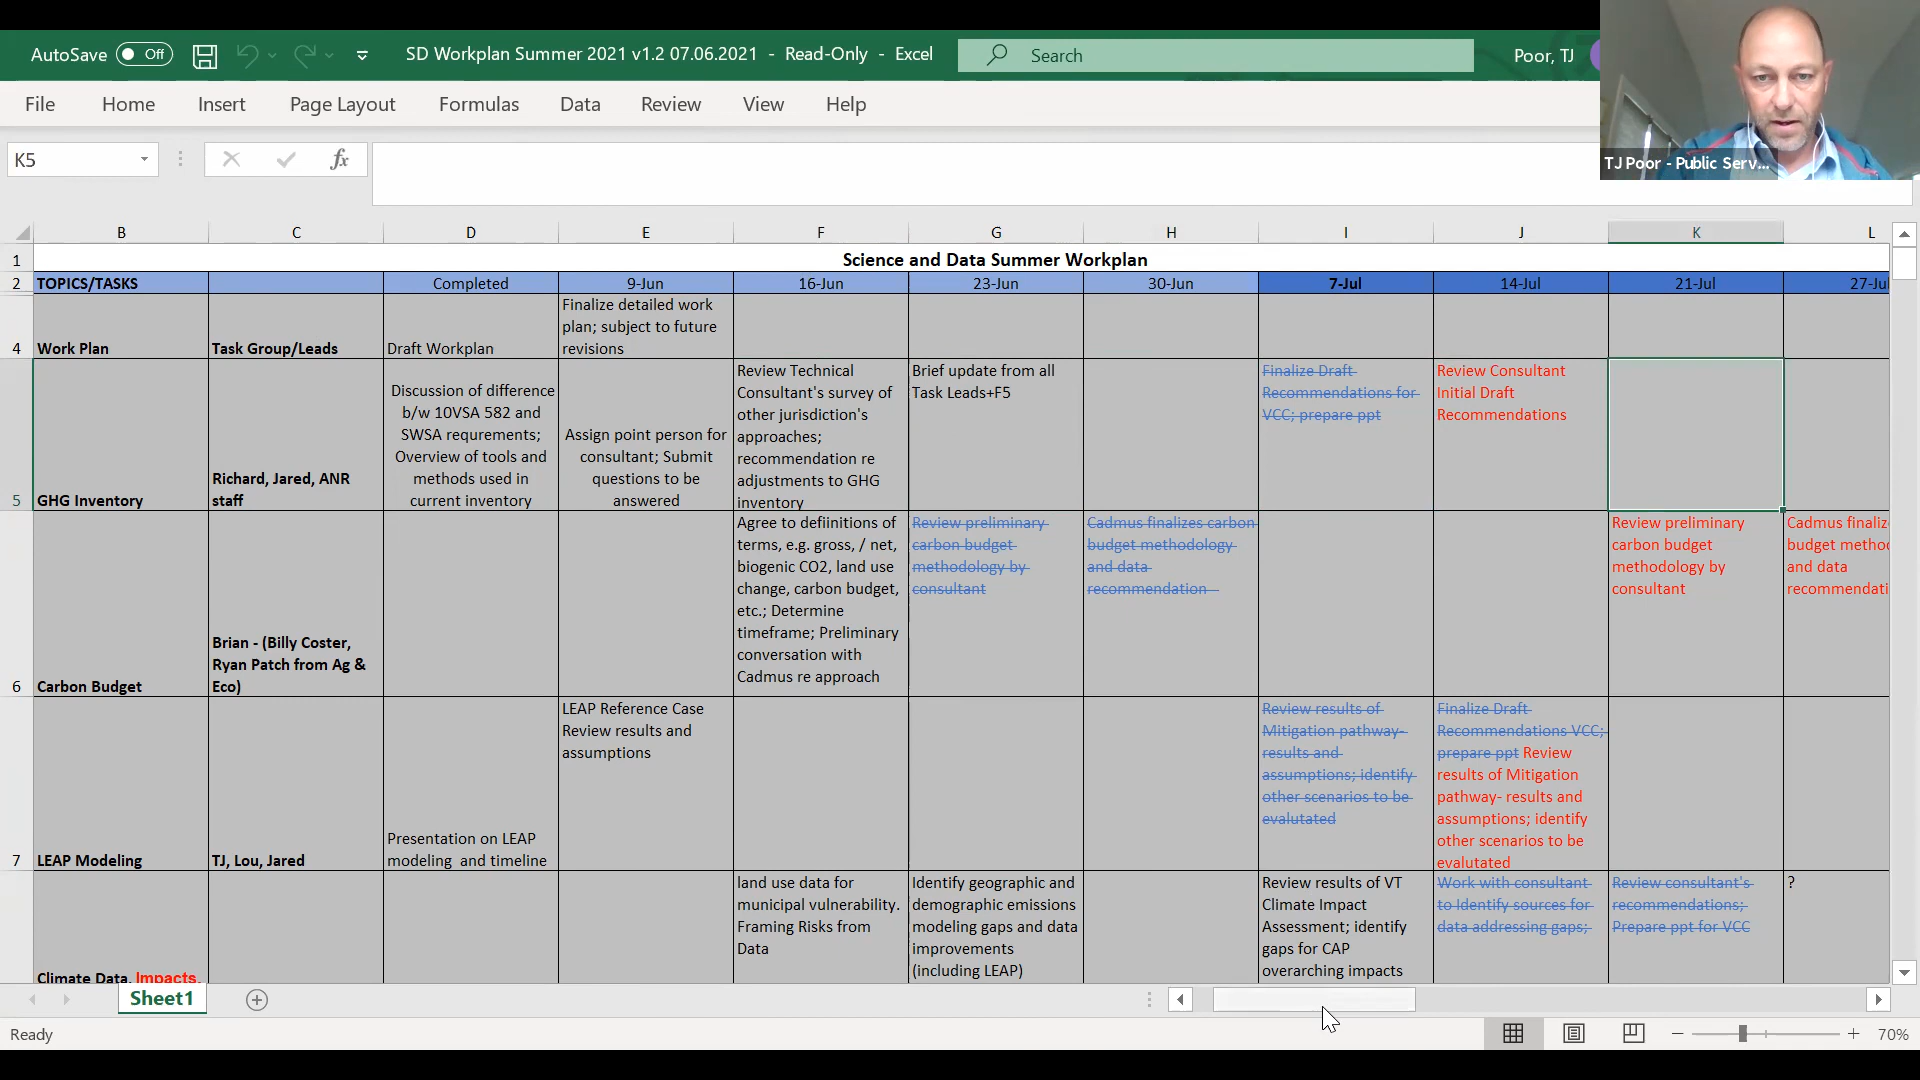 AutoSave Off SD Workplan Summer 2021 v1.2 07.06.2021 - Read-Only - Excel Search Poor, TJ
File Home Insert Page Layout Formulas Data Review View Help
TJ Poor - Public Serv...
K5 fx
B C D E F G H I J K L
1 Science and Data Summer Workplan
2 TOPICS/TASKS Completed 9-Jun 16-Jun 23-Jun 30-Jun 7-Jul 14-Jul 21-Jul 27-Jul
4
Work Plan
Task Group/Leads
Draft Workplan
Finalize detailed work
plan; subject to future
revisions
5
GHG Inventory
Richard, Jared, ANR
staff
Discussion of difference
b/w 10VSA 582 and
SWSA requrements;
Overview of tools and
methods used in
current inventory
Assign point person for
consultant; Submit
questions to be
answered
Review Technical
Consultant's survey of
other jurisdiction's
approaches;
recommendation re
adjustments to GHG
inventory
Brief update from all
Task Leads+F5
Finalize Draft
Recommendations for
VCC; prepare ppt
Review Consultant
Initial Draft
Recommendations
6
Carbon Budget
Brian - (Billy Coster,
Ryan Patch from Ag &
Eco)
Agree to defiinitions of
terms, e.g. gross, / net,
biogenic CO2, land use
change, carbon budget,
etc.; Determine
timeframe; Preliminary
conversation with
Cadmus re approach
Review preliminary
carbon budget
methodology by
consultant
Cadmus finalizes carbon
budget methodology
and data
recommendation
Review preliminary
carbon budget
methodology by
consultant
Cadmus finaliz
budget metho
and data
recommendati
7
LEAP Modeling
TJ, Lou, Jared
Presentation on LEAP
modeling and timeline
LEAP Reference Case
Review results and
assumptions
Review results of
Mitigation pathway-
results and
assumptions; identify
other scenarios to be
evalutated
Finalize Draft
Recommendations VCC;
prepare ppt Review
results of Mitigation
pathway- results and
assumptions; identify
other scenarios to be
evalutated
Climate Data, Impacts,
land use data for
municipal vulnerability.
Framing Risks from
Data
Identify geographic and
demographic emissions
modeling gaps and data
improvements
(including LEAP)
Review results of VT
Climate Impact
Assessment; identify
gaps for CAP
overarching impacts
Work with consultant
to Identify sources for
data addressing gaps;
Review consultant's
recommendations;
Prepare ppt for VCC
?
Sheet1
Ready 70%